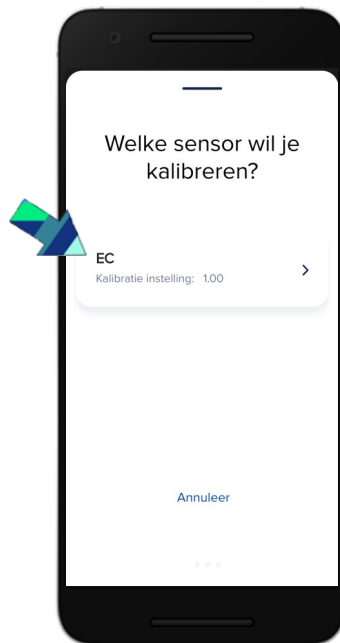 Welke sensor wil je
kalibreren?
EC
Kalibratie instelling: 1.00
Annuleer